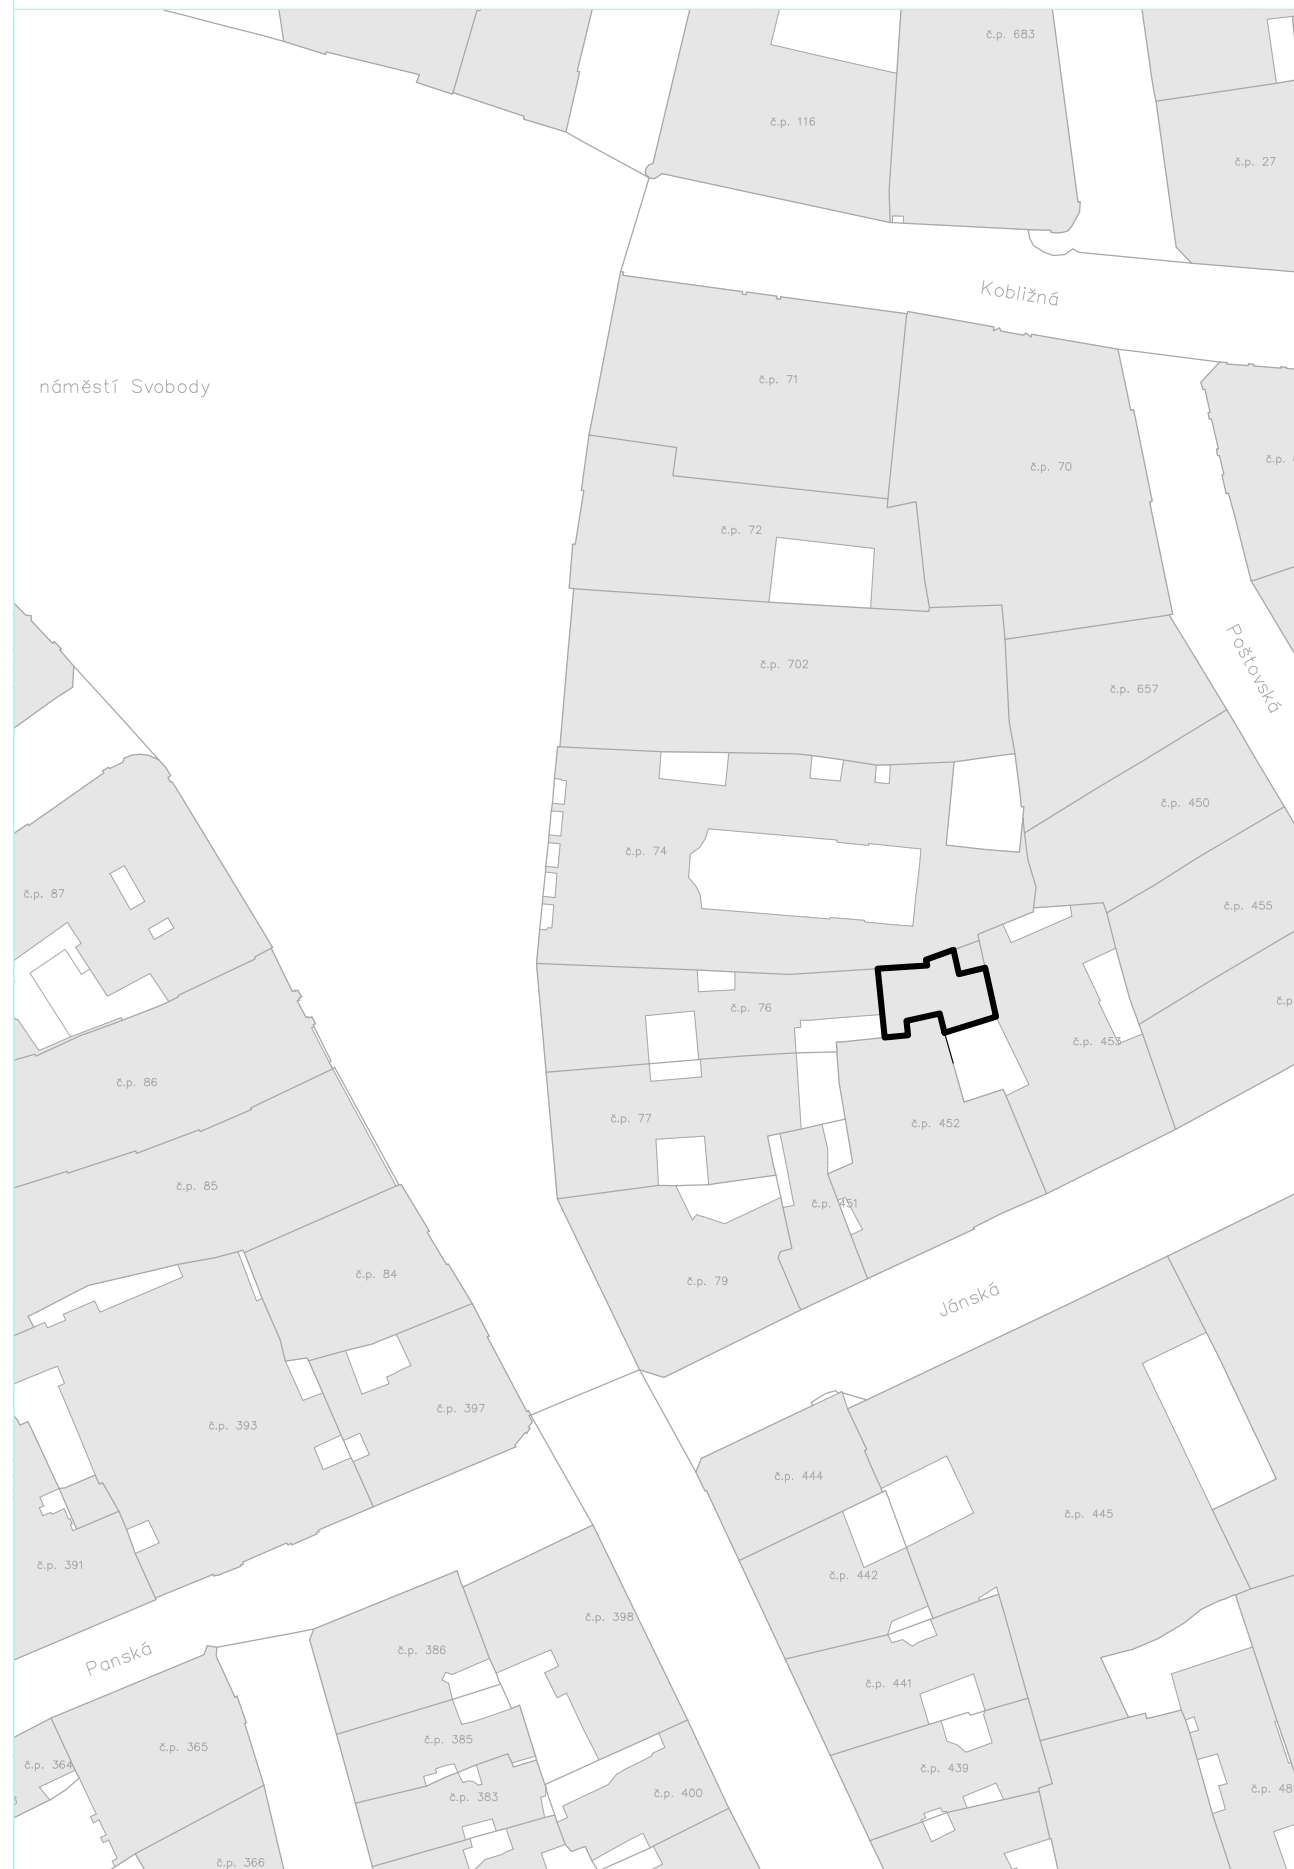 č.p. 683
č.p. 116
č.p. 27
Kobližná
č.p. 71
náměstí Svobody
č.p. 70
č.p. 72
Poštovská
č.p. 702
č.p. 657
č.p. 450
č.p. 74
č.p. 87
č.p. 455
č.p. 76
č.p.
č.p. 453
č.p. 86
č.p. 77
č.p. 452
č.p. 85
č.p. 451
č.p. 84
č.p. 79
Jánská
č.p. 397
č.p. 393
č.p. 444
č.p. 445
č.p. 391
č.p. 442
č.p. 398
č.p. 386
Panská
č.p. 441
č.p. 385
č.p. 365
č.p. 364
č.p. 439
č.p. 400
č.p. 383
č.p. 366